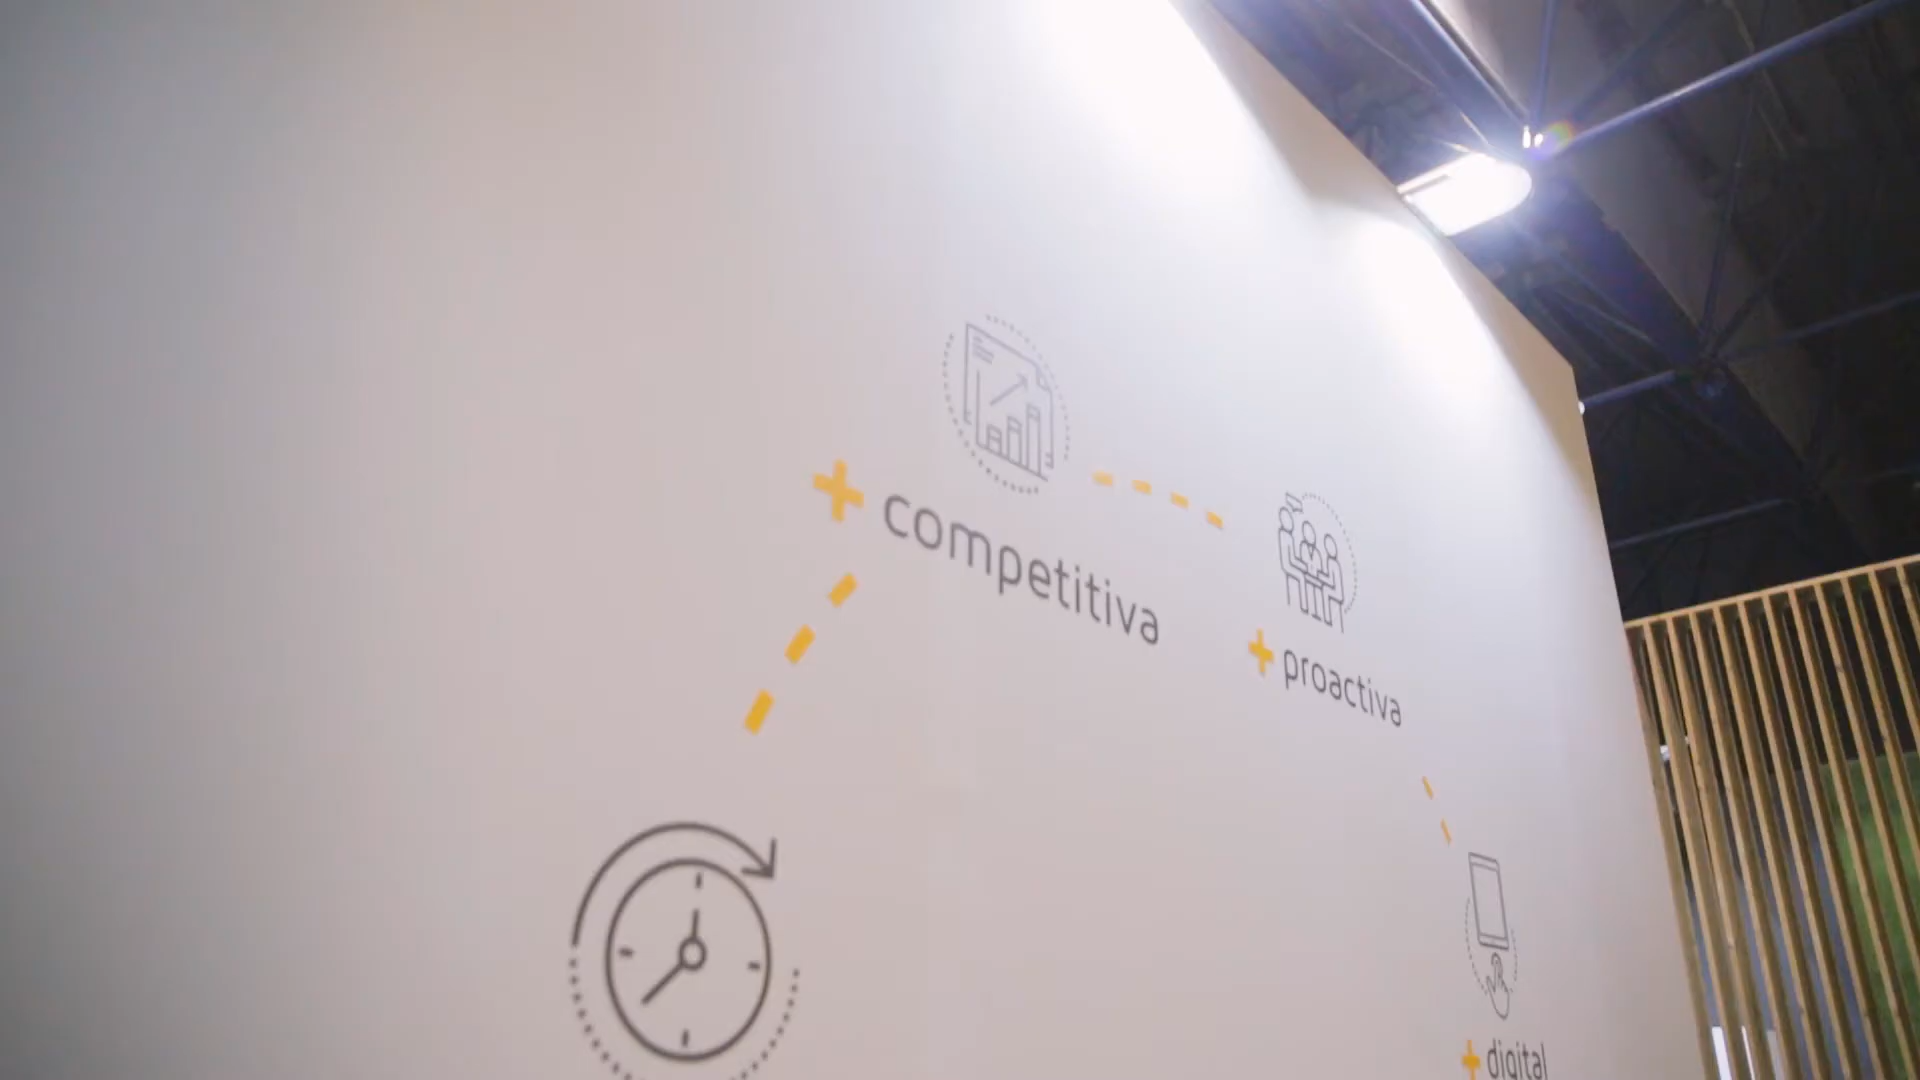 + competitiva
+ proactiva
+ digital